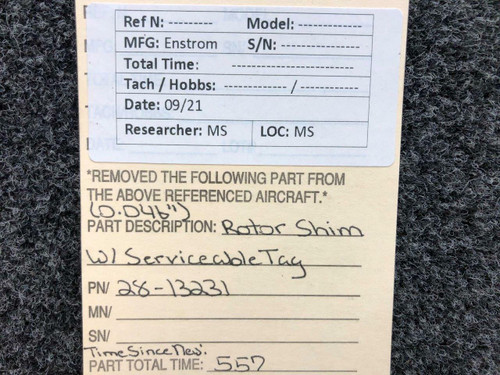 Ref N: --------- Model: --------------
MFG: Enstrom S/N: ----------------
Total Time: -------------------------
Tach / Hobbs: ------------- / ------------
Date: 09/21
Researcher: MS LOC: MS
*REMOVED THE FOLLOWING PART FROM
THE ABOVE REFERENCED AIRCRAFT.*
(0.046")
PART DESCRIPTION: Rotor Shim
W/ Serviceable Tag
PN/ 28-13231
MN/
SN/
Time Since New:
PART TOTAL TIME: 557